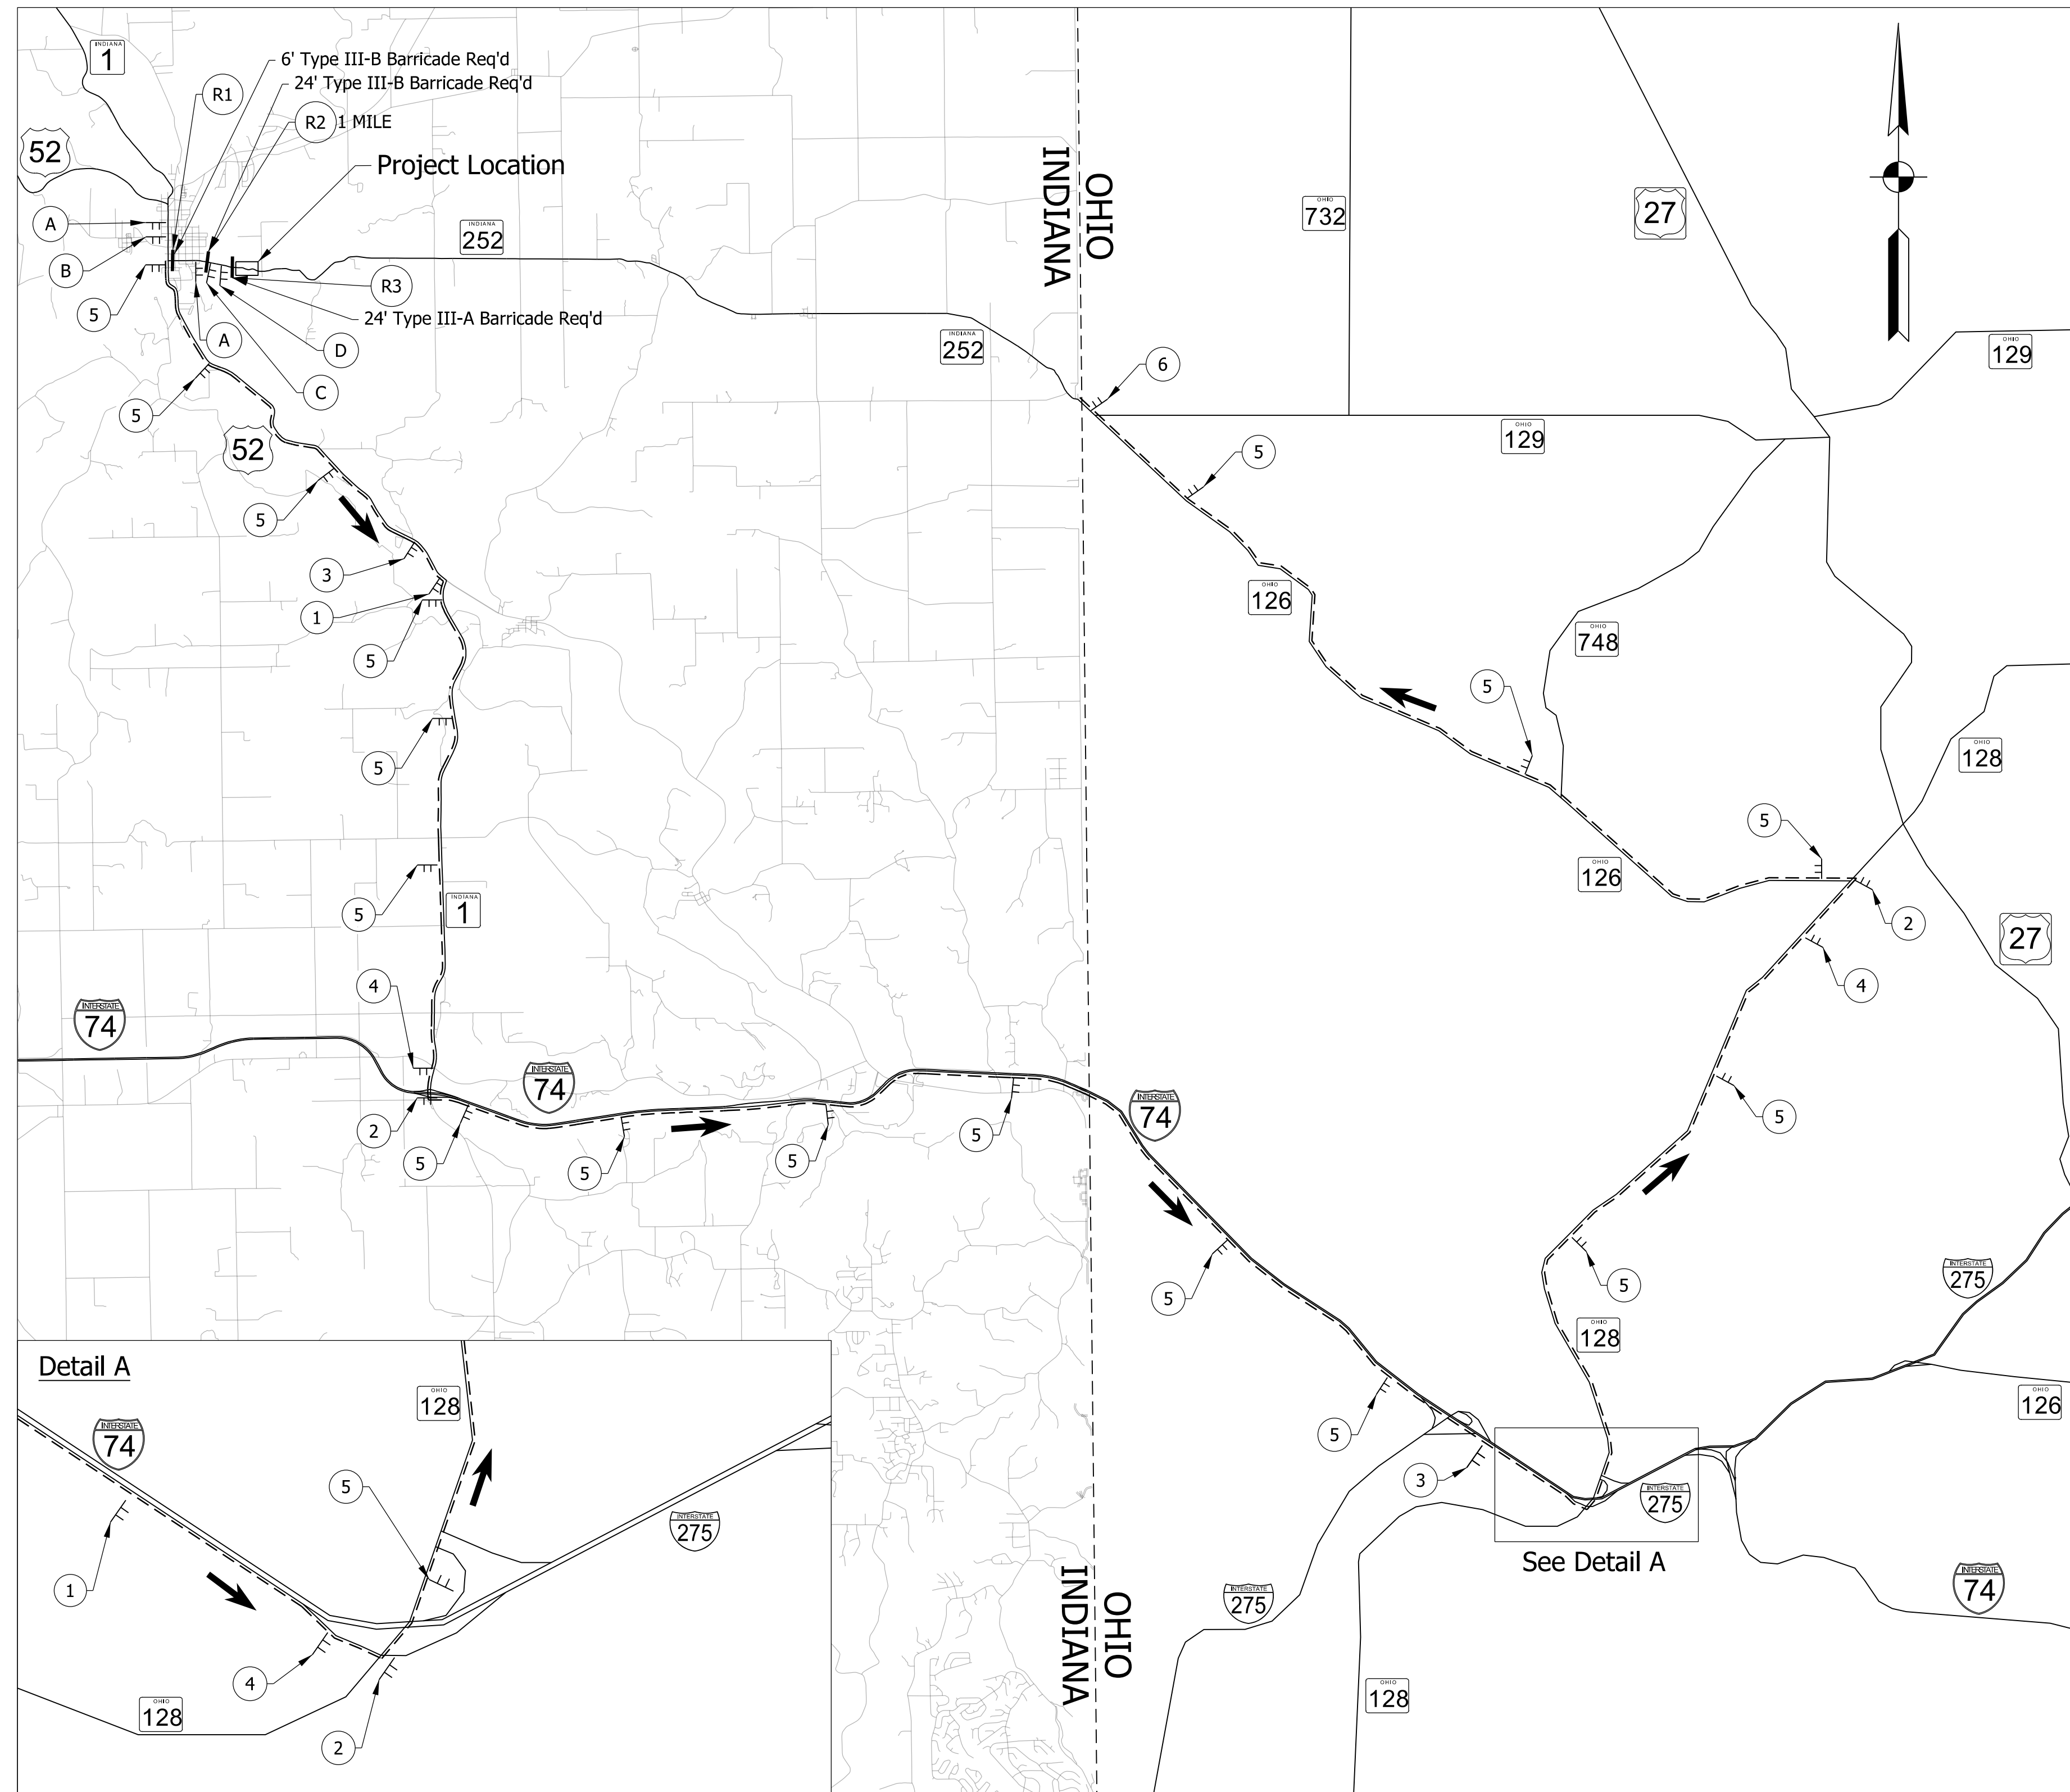 INDIANA
1
6' Type III-B Barricade Req'd
24' Type III-B Barricade Req'd
R1
R2
1 MILE
52
Project Location
A
B
5
INDIANA
252
R3
24' Type III-A Barricade Req'd
A
D
C
5
52
5
3
1
5
5
5
INDIANA
1
4
INTERSTATE
74
2
5
INTERSTATE
74
5
5
5
INDIANA
252
OHIO
INDIANA
OHIO
732
27
OHIO
129
6
5
OHIO
129
OHIO
126
OHIO
748
5
OHIO
128
5
OHIO
126
2
27
4
5
INTERSTATE
74
5
5
OHIO
128
INTERSTATE
275
5
3
OHIO
126
INTERSTATE
275
See Detail A
INTERSTATE
275
INTERSTATE
74
OHIO
128
OHIO
INDIANA
Detail A
OHIO
128
INTERSTATE
74
5
INTERSTATE
275
1
4
OHIO
128
2